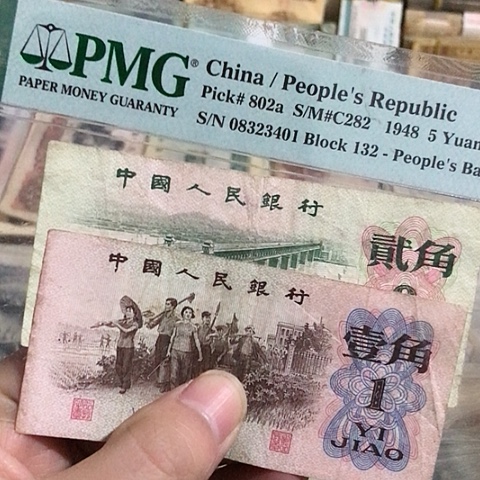 PMG®
PAPER MONEY GUARANTY
China / People's Republic
Pick# 802a S/M#C282 1948 5 Yuan
S/N 08323401 Block 132 - People's Ba
中國人民銀行
貳角
中國人民銀行
壹角
1
YI
JIAO